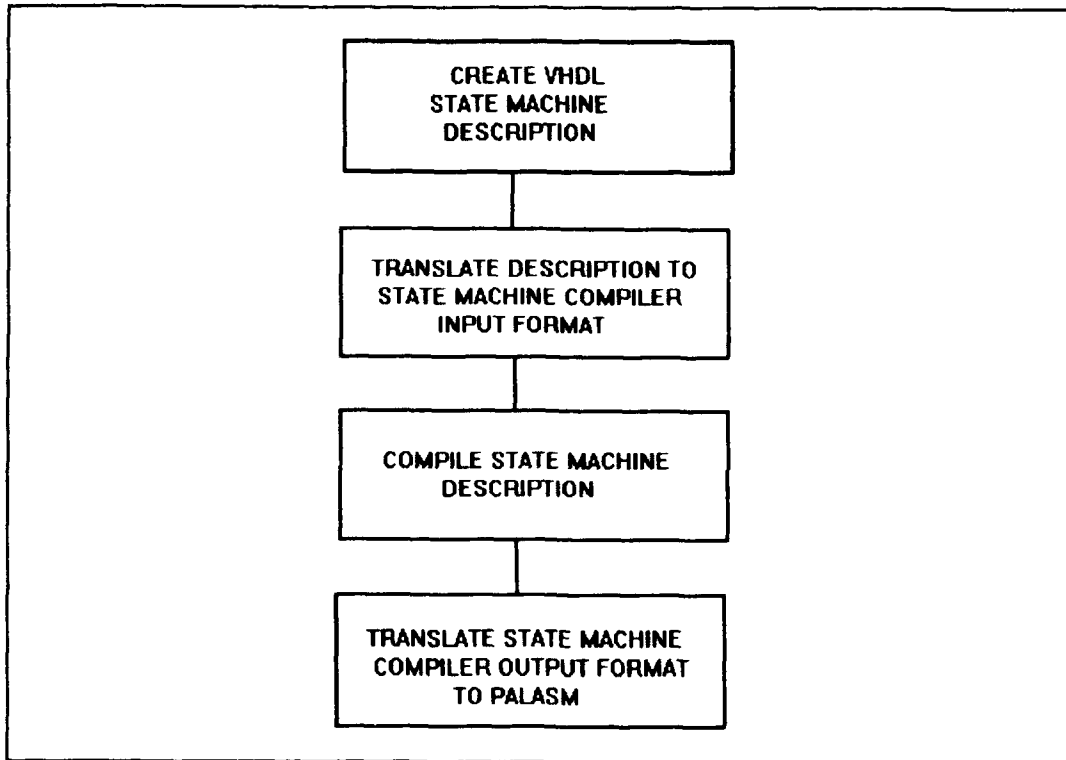 CREATE VHDL
STATE MACHINE
DESCRIPTION
TRANSLATE DESCRIPTION TO
STATE MACHINE COMPILER
INPUT FORMAT
COMPILE STATE MACHINE
DESCRIPTION
TRANSLATE STATE MACHINE
COMPILER OUTPUT FORMAT
TO PALASM